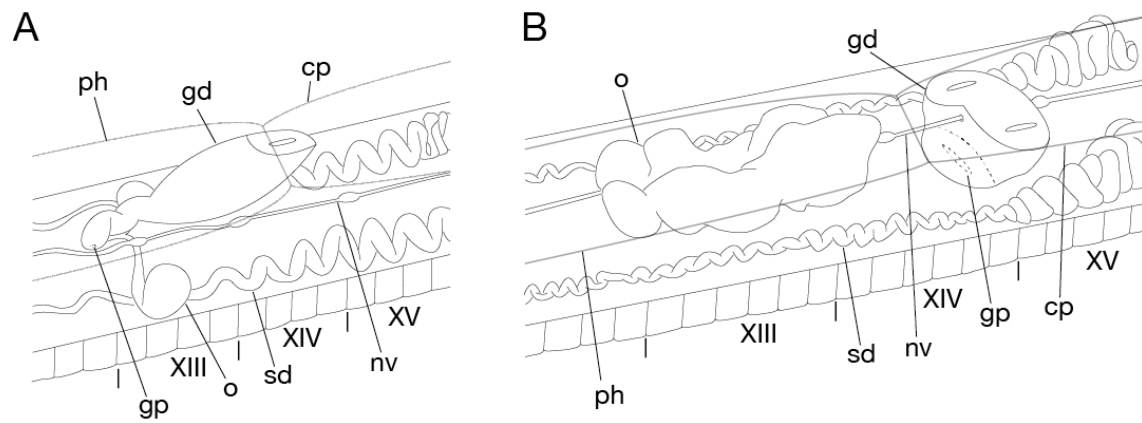 A
B
ph
gd
cp
o
gd
XIII
XIV
XV
gp
o
sd
nv
XIII
XIV
XV
ph
sd
nv
gp
cp